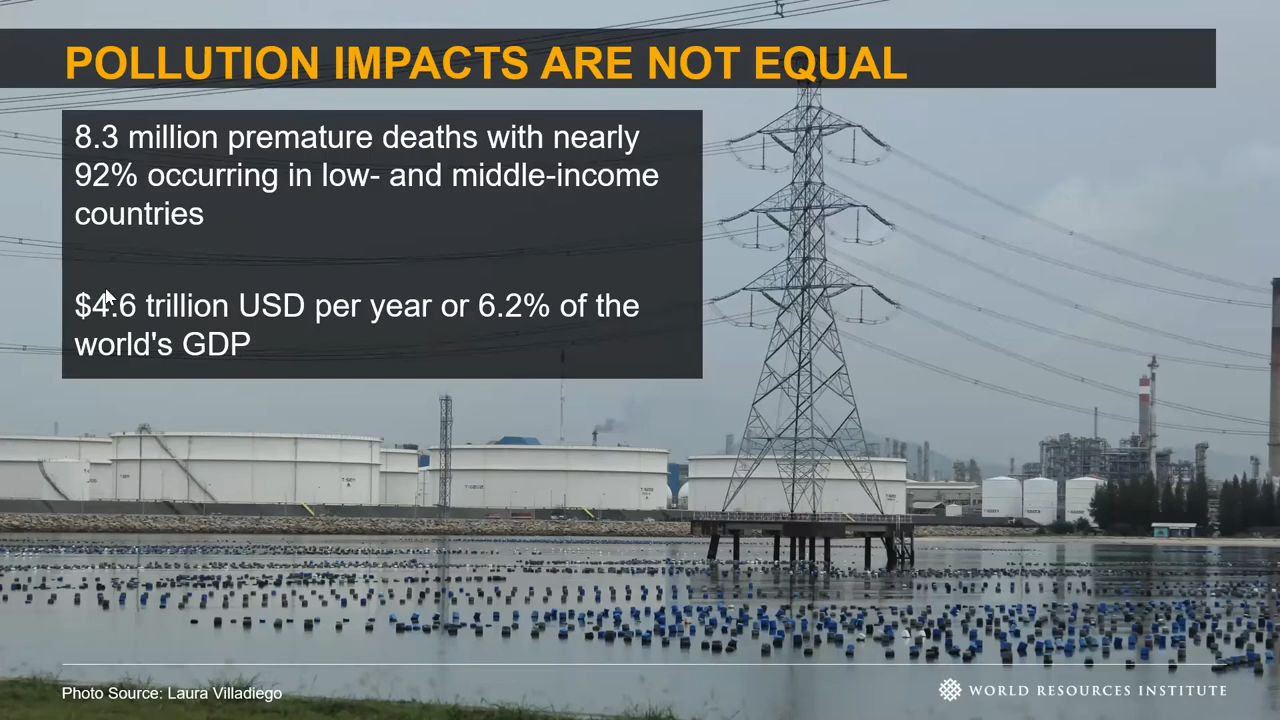 POLLUTION IMPACTS ARE NOT EQUAL
8.3 million premature deaths with nearly
92% occurring in low- and middle-income
countries
$4.6 trillion USD per year or 6.2% of the
world's GDP
Photo Source: Laura Villadiego
WORLD RESOURCES INSTITUTE